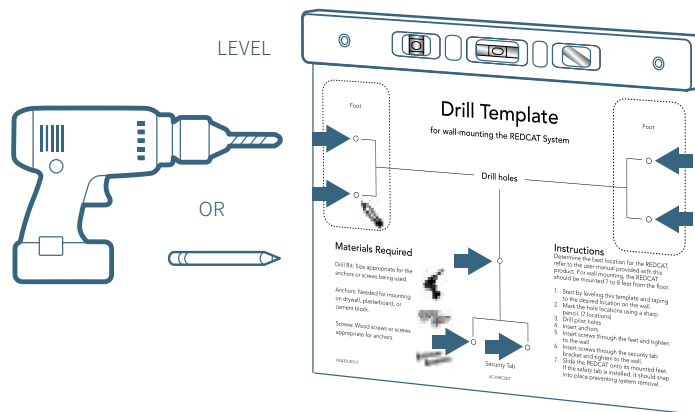 LEVEL
OR
Drill Template
for wall-mounting the REDCAT System
Foot
Foot
Drill holes
Materials Required
Drill Bit: Size appropriate for the
anchors or screws being used.
Anchors: Needed for mounting
on drywall, plasterboard, or
cement block.
Screws: Wood screws or screws
appropriate for anchors.
Security Tab
Instructions
Determine the best location for the REDCAT,
refer to the user manual provided with this
product. For wall mounting, the REDCAT
should be mounted 7 to 8 feet from the floor.
1. Start by leveling this template and taping
to the desired location on the wall.
2. Mark the hole locations using a sharp
pencil. (7 locations)
3. Drill pilot holes
4. Insert anchors
5. Insert screws through the feet and tighten
to the wall
6. Insert screws through the security tab
bracket and tighten to the wall.
7. Slide the REDCAT onto its mounted feet.
If the safety tab is installed, it should snap
into place preventing system removal.